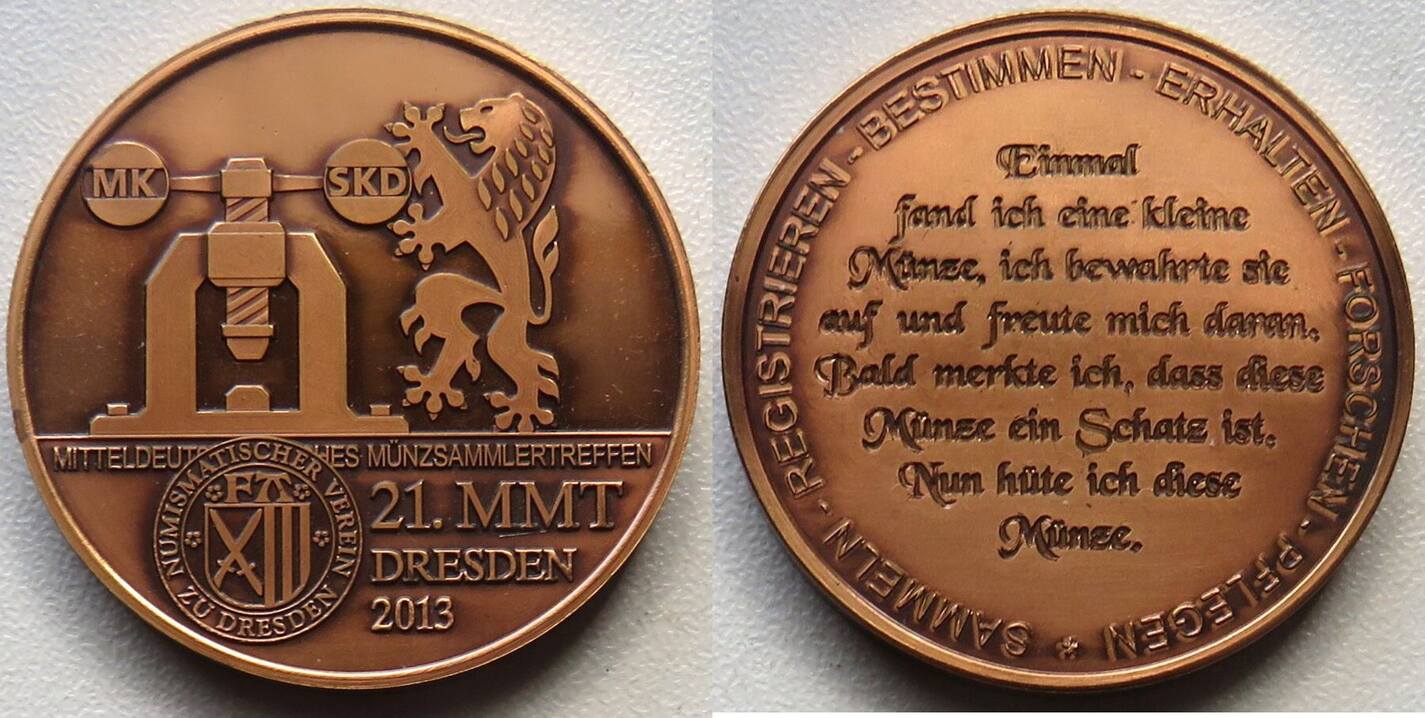 MK
SKD
MITTELDEUTSCHES MÜNZSAMMLERTREFFEN
NUMISMATISCHER VEREIN ZU DRESDEN
21. MMT
DRESDEN
2013
SAMMELN - REGISTRIEREN - BESTIMMEN - ERHALTEN - FORSCHEN - PFLEGEN *
Einmal
fand ich eine kleine
Münze, ich bewahrte sie
auf und freute mich daran.
Bald merkte ich, dass diese
Münze ein Schatz ist.
Nun hüte ich diese
Münze.